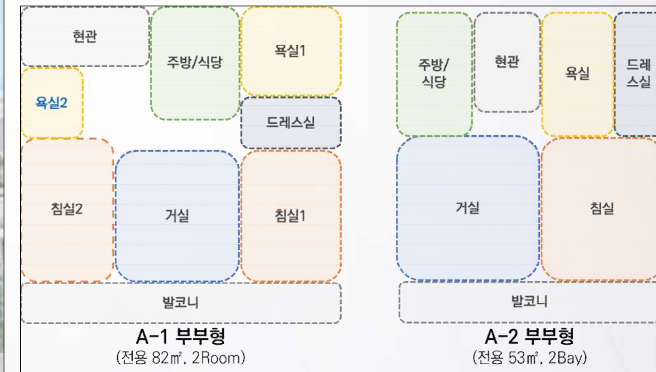 현관
주방/식당
욕실1
욕실2
드레스실
침실2
거실
침실1
발코니
A-1 부부형
(전용 82㎡, 2Room)
주방/
식당
현관
욕실
드레
스실
거실
침실
발코니
A-2 부부형
(전용 53㎡, 2Bay)